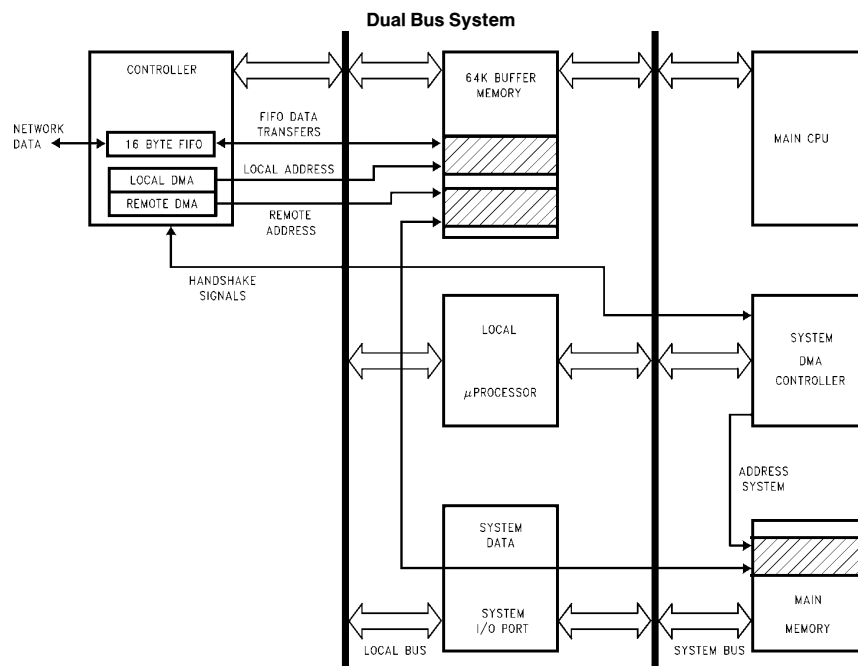 Dual Bus System
CONTROLLER
64K BUFFER
MEMORY
MAIN CPU
NETWORK
DATA
16 BYTE FIFO
FIFO DATA
TRANSFERS
LOCAL DMA
REMOTE DMA
LOCAL ADDRESS
REMOTE
ADDRESS
HANDSHAKE
SIGNALS
LOCAL
μPROCESSOR
SYSTEM
DMA
CONTROLLER
ADDRESS
SYSTEM
SYSTEM
DATA
SYSTEM
I/O PORT
MAIN
MEMORY
LOCAL BUS
SYSTEM BUS